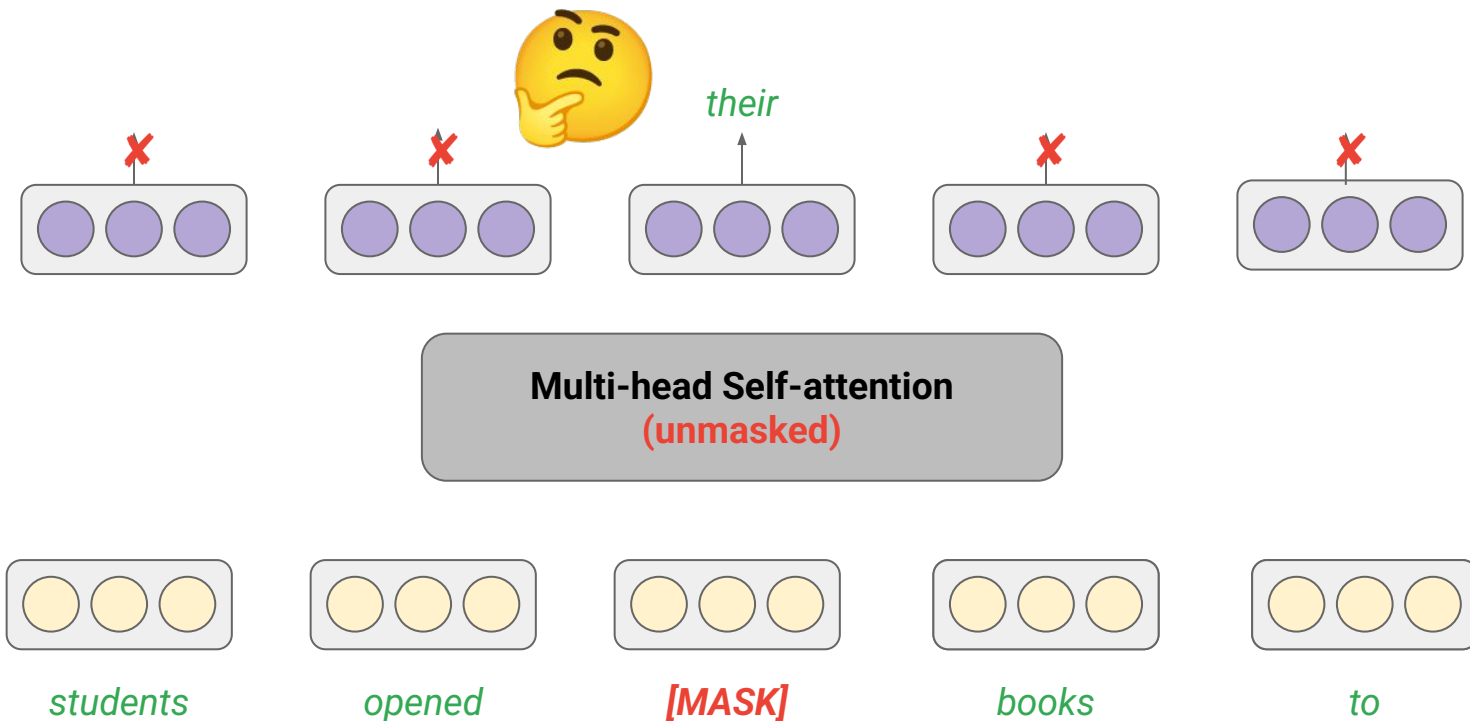 their
Multi-head Self-attention
(unmasked)
students opened [MASK] books to